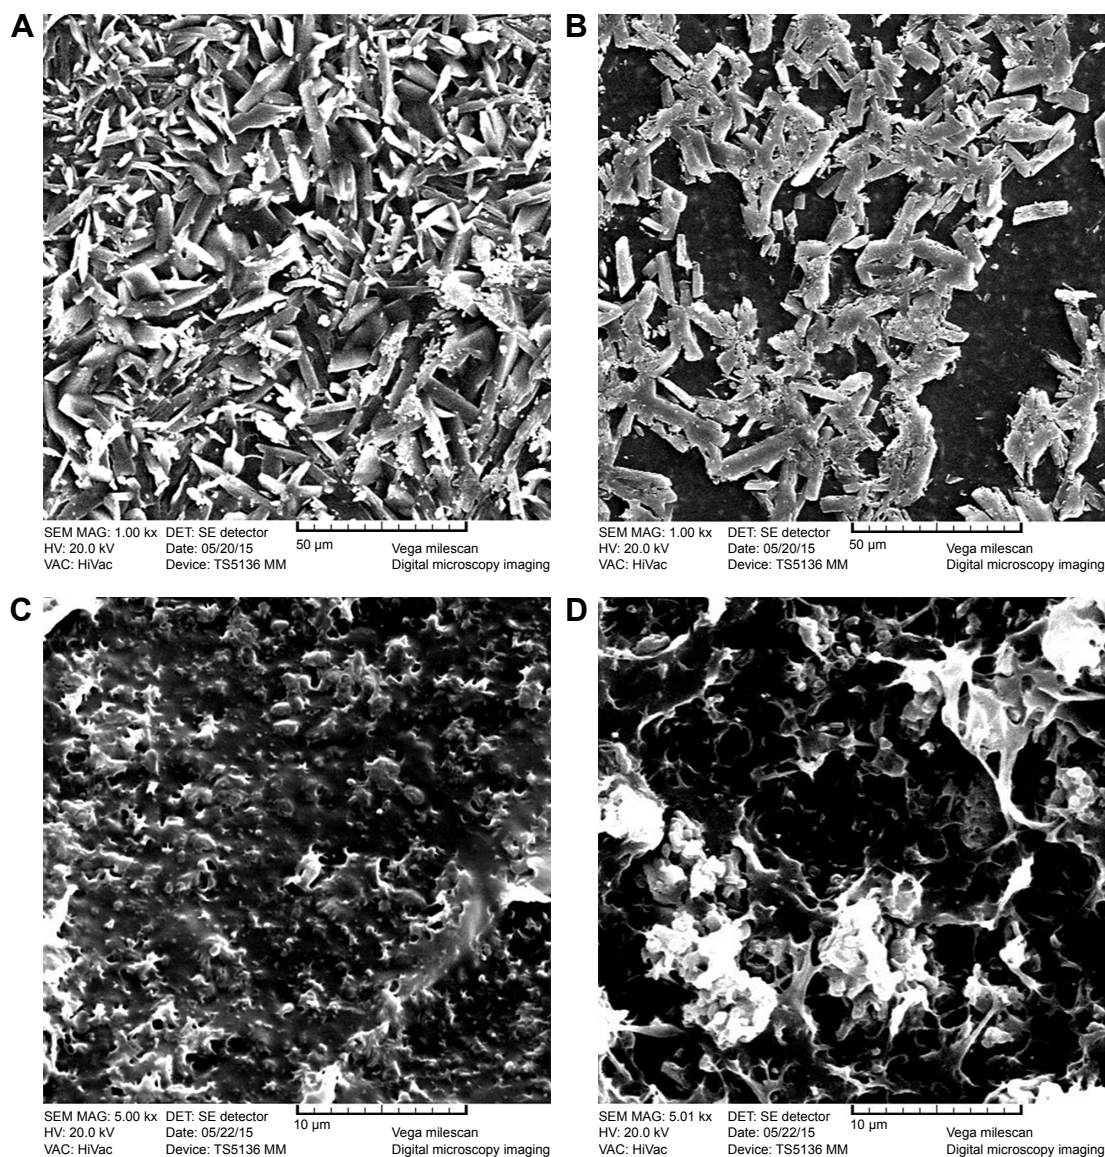 A
SEM MAG: 1.00 kx DET: SE detector
50 µm
HV: 20.0 kV Date: 05/20/15 Vega milescan
VAC: HiVac Device: TS5136 MM Digital microscopy imaging
B
SEM MAG: 1.00 kx DET: SE detector
50 µm
HV: 20.0 kV Date: 05/20/15 Vega milescan
VAC: HiVac Device: TS5136 MM Digital microscopy imaging
C
SEM MAG: 5.00 kx DET: SE detector
10 µm
HV: 20.0 kV Date: 05/22/15 Vega milescan
VAC: HiVac Device: TS5136 MM Digital microscopy imaging
D
SEM MAG: 5.01 kx DET: SE detector
10 µm
HV: 20.0 kV Date: 05/22/15 Vega milescan
VAC: HiVac Device: TS5136 MM Digital microscopy imaging